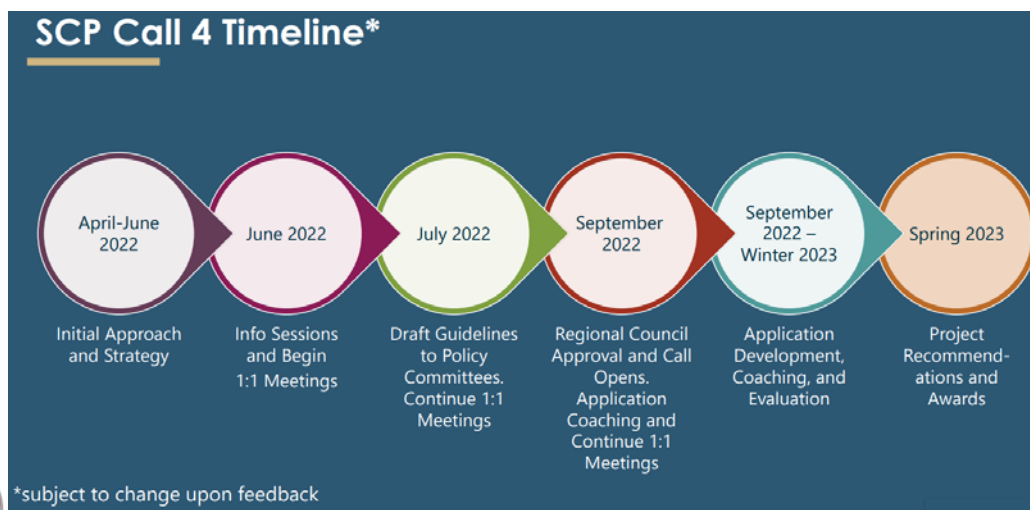 SCP Call 4 Timeline*
April-June
2022
June 2022
July 2022
September
2022
September
2022 –
Winter 2023
Spring 2023
Initial Approach
and Strategy
Info Sessions
and Begin
1:1 Meetings
Draft Guidelines
to Policy
Committees.
Continue 1:1
Meetings
Regional Council
Approval and Call
Opens.
Application
Coaching and
Continue 1:1
Meetings
Application
Development,
Coaching, and
Evaluation
Project
Recommend-
ations and
Awards
*subject to change upon feedback